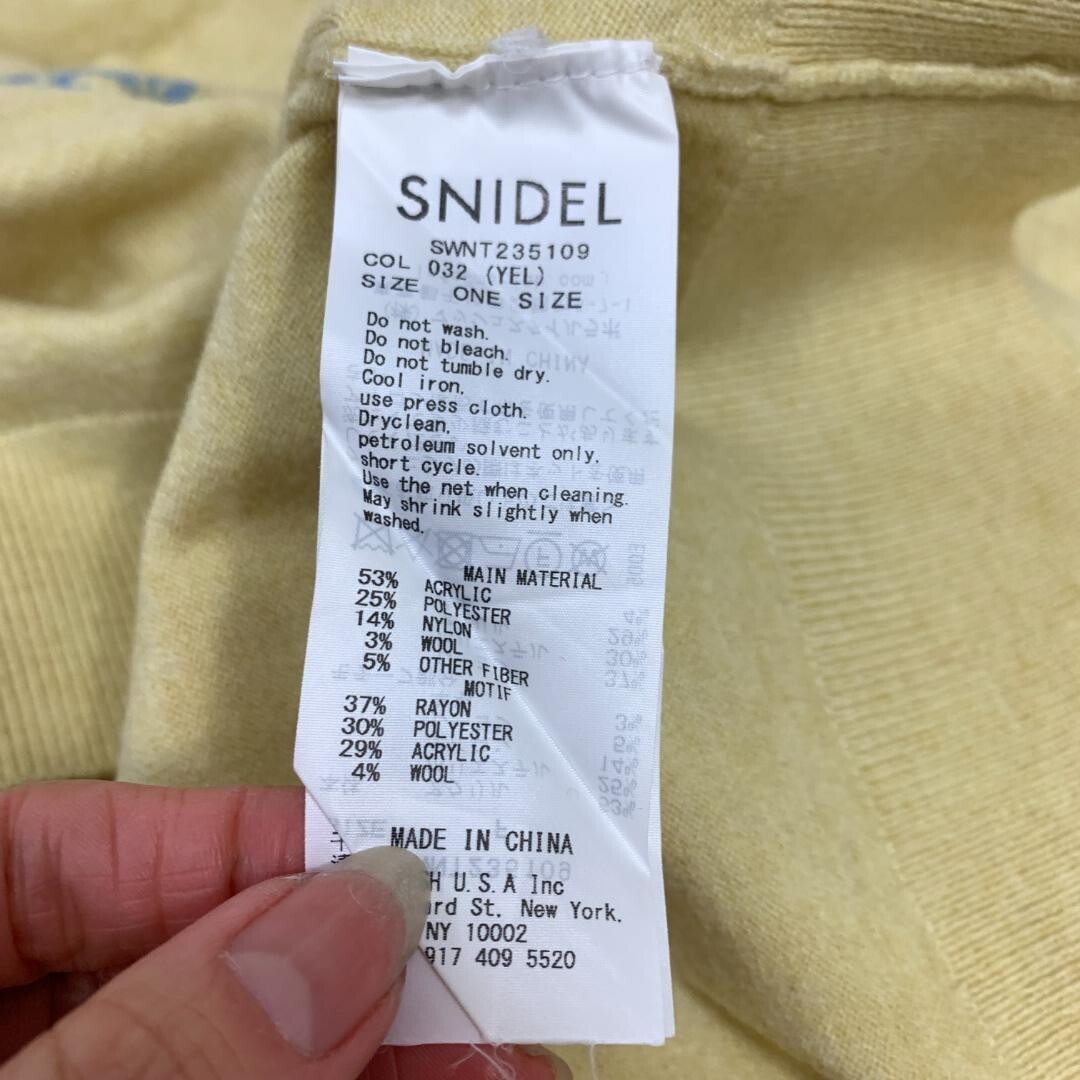 SNIDEL
SWNT235109
COL 032 (YEL)
SIZE ONE SIZE
Do not wash.
Do not bleach.
Do not tumble dry.
Cool iron,
use press cloth.
Dryclean,
petroleum solvent only,
short cycle.
Use the net when cleaning.
May shrink slightly when
washed.
MAIN MATERIAL
53% ACRYLIC
25% POLYESTER
14% NYLON
3% WOOL
5% OTHER FIBER
MOTIF
37% RAYON
30% POLYESTER
29% ACRYLIC
4% WOOL
MADE IN CHINA
U.S.A Inc
St. New York.
NY 10002
917 409 5520